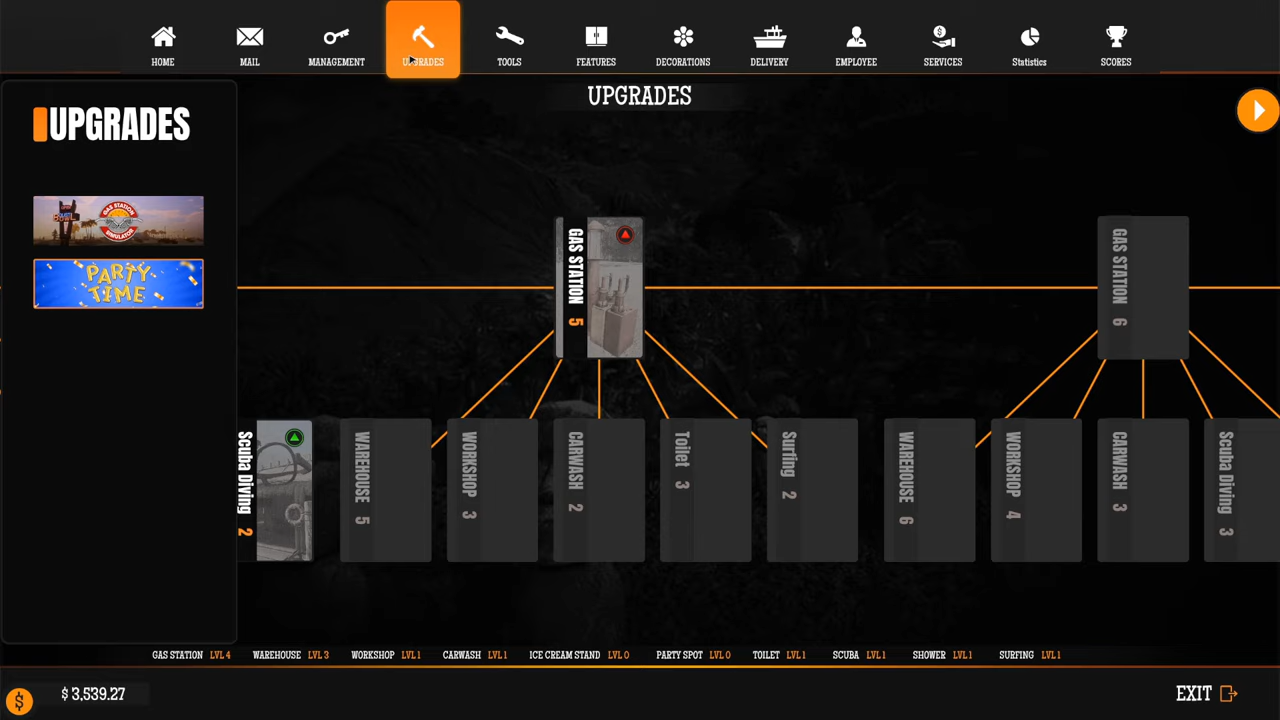 HOME
MAIL
MANAGEMENT
UPGRADES
TOOLS
FEATURES
DECORATIONS
DELIVERY
EMPLOYEE
SERVICES
Statistics
SCORES
UPGRADES
UPGRADES
GAS STATION SIMULATOR
PARTY TIME
GAS STATION 5
GAS STATION 6
Scuba Diving 2
WAREHOUSE 5
WORKSHOP 3
CARWASH 2
Toilet 3
Surfing 2
WAREHOUSE 6
WORKSHOP 4
CARWASH 3
Scuba Diving 3
GAS STATION LVL 4 WAREHOUSE LVL 3 WORKSHOP LVL 1 CARWASH LVL 1 ICE CREAM STAND LVL 0 PARTY SPOT LVL 0 TOILET LVL 1 SCUBA LVL 1 SHOWER LVL 1 SURFING LVL 1
$ 3,539.27
EXIT